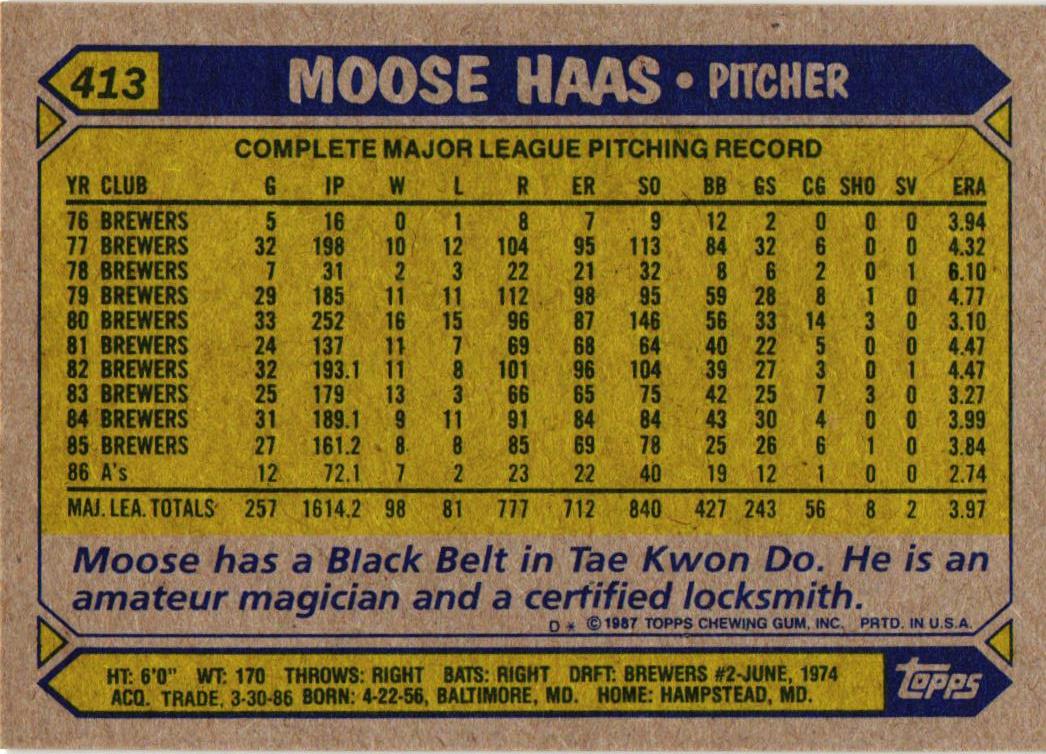 413 MOOSE HAAS • PITCHER
COMPLETE MAJOR LEAGUE PITCHING RECORD
YR CLUB G IP W L R ER SO BB GS CG SHO SV ERA
76 BREWERS 5 16 0 1 8 7 9 12 2 0 0 0 3.94
77 BREWERS 32 198 10 12 104 95 113 84 32 6 0 0 4.32
78 BREWERS 7 31 2 3 22 21 32 8 6 2 0 1 6.10
79 BREWERS 29 185 11 11 112 98 95 59 28 8 1 0 4.77
80 BREWERS 33 252 16 15 96 87 146 56 33 14 3 0 3.10
81 BREWERS 24 137 11 7 69 68 64 40 22 5 0 0 4.47
82 BREWERS 32 193.1 11 8 101 96 104 39 27 3 0 1 4.47
83 BREWERS 25 179 13 3 66 65 75 42 25 7 3 0 3.27
84 BREWERS 31 189.1 9 11 91 84 84 43 30 4 0 0 3.99
85 BREWERS 27 161.2 8 8 85 69 78 25 26 6 1 0 3.84
86 A's 12 72.1 7 2 23 22 40 19 12 1 0 0 2.74
MAJ. LEA. TOTALS 257 1614.2 98 81 777 712 840 427 243 56 8 2 3.97
Moose has a Black Belt in Tae Kwon Do. He is an
amateur magician and a certified locksmith.
D * ©1987 TOPPS CHEWING GUM, INC. PRTD. IN U.S.A.
HT: 6'0" WT: 170 THROWS: RIGHT BATS: RIGHT DRFT: BREWERS #2-JUNE, 1974
ACQ. TRADE, 3-30-86 BORN: 4-22-56, BALTIMORE, MD. HOME: HAMPSTEAD, MD.
topps